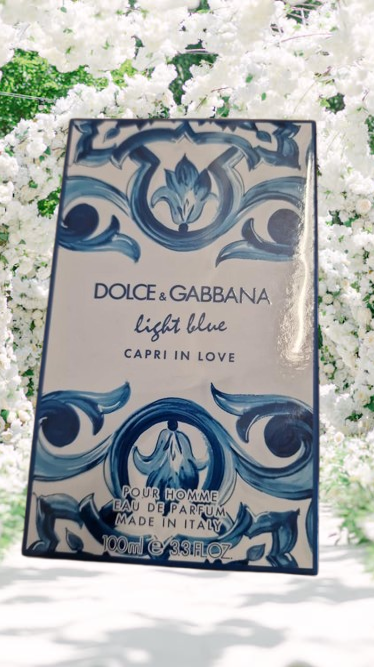 DOLCE & GABBANA
light blue
CAPRI IN LOVE
POUR HOMME
EAU DE PARFUM
MADE IN ITALY
100ml ℮ 3.3 FL.OZ.